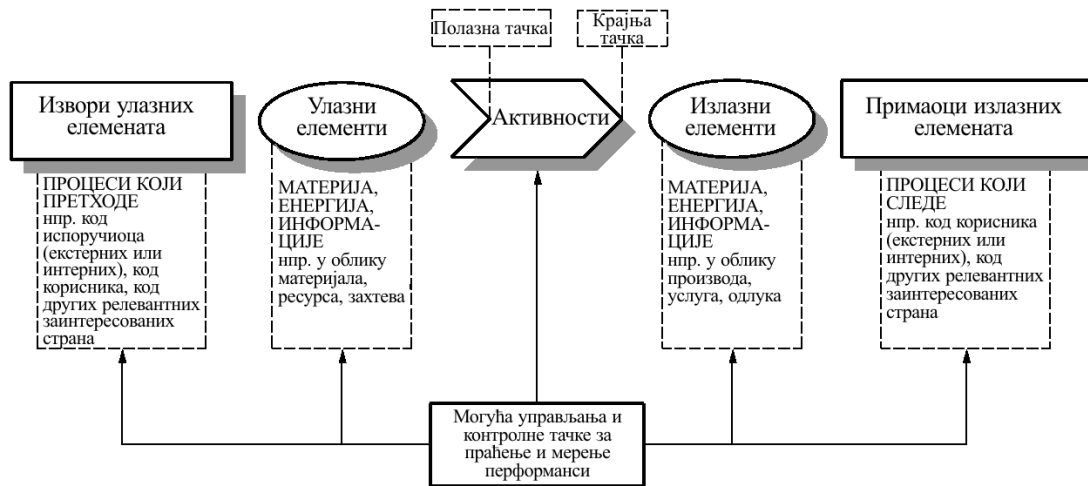 Полазна тачка
Крајња
тачка
Извори улазних
елемената
Улазни
елементи
Активности
Излазни
елементи
Примаоци излазних
елемената
ПРОЦЕСИ КОЈИ
ПРЕТХОДЕ
нпр. код
испоручиоца
(екстерних или
интерних), код
корисника, код
других релевантних
заинтересованих
страна
МАТЕРИЈА,
ЕНЕРГИЈА,
ИНФОРМА-
ЦИЈЕ
нпр. у облику
материјала,
ресурса, захтева
МАТЕРИЈА,
ЕНЕРГИЈА,
ИНФОРМА-
ЦИЈЕ
нпр. у облику
производа,
услуга, одлука
ПРОЦЕСИ КОЈИ
СЛЕДЕ
нпр. код корисника
(екстерних или
интерних), код
других релевантних
заинтересованих
страна
Могућа управљања и
контролне тачке за
праћење и мерење
перформанси